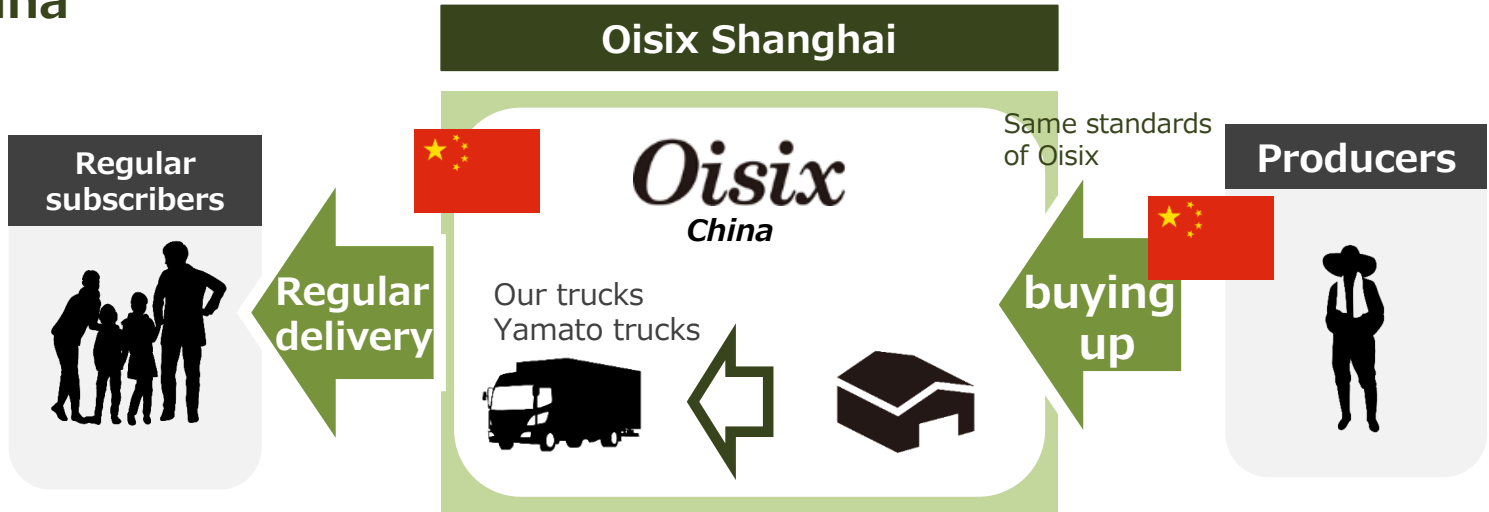 Oisix Shanghai
Regular
subscribers
Regular
delivery
Oisix
China
Our trucks
Yamato trucks
Same standards
of Oisix
buying
up
Producers